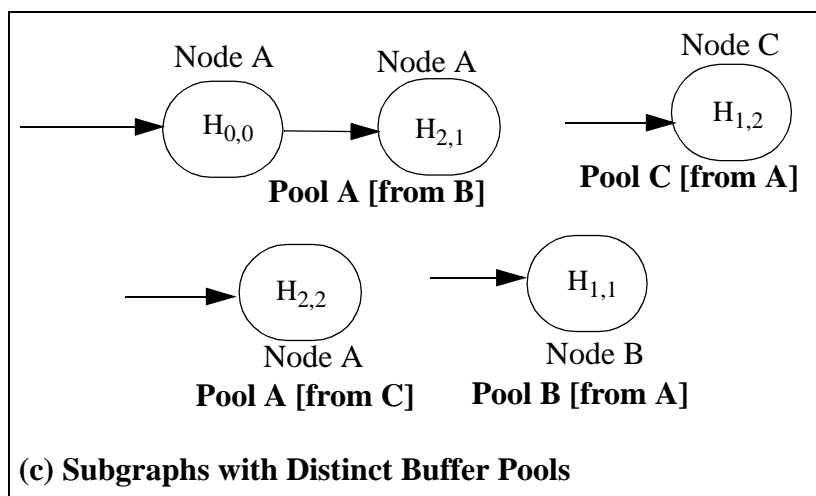 Node A
Node A
Node C
H0,0
H2,1
H1,2
Pool A [from B]
Pool C [from A]
H2,2
H1,1
Node A
Node B
Pool A [from C]
Pool B [from A]
(c) Subgraphs with Distinct Buffer Pools